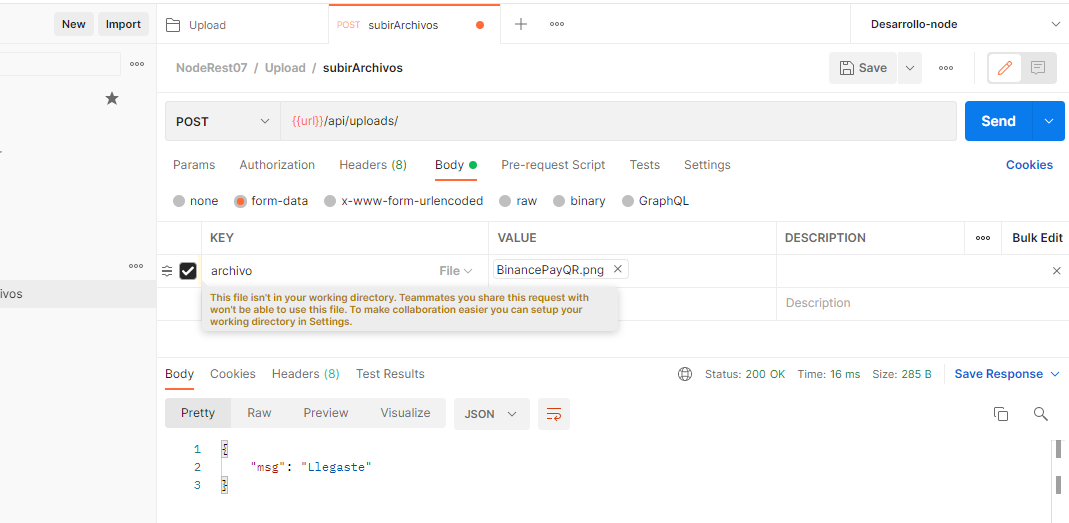 New Import Upload POST subirArchivos Desarrollo-node
NodeRest07 / Upload / subirArchivos Save
POST {{url}}/api/uploads/ Send
Params Authorization Headers (8) Body Pre-request Script Tests Settings Cookies
none form-data x-www-form-urlencoded raw binary GraphQL
KEY VALUE DESCRIPTION Bulk Edit
archivo File BinancePayQR.png
ivos
Description
This file isn't in your working directory. Teammates you share this request with
won't be able to use this file. To make collaboration easier you can setup your
working directory in Settings.
Body Cookies Headers (8) Test Results Status: 200 OK Time: 16 ms Size: 285 B Save Response
Pretty Raw Preview Visualize JSON
1 {
2 "msg": "Llegaste"
3 }